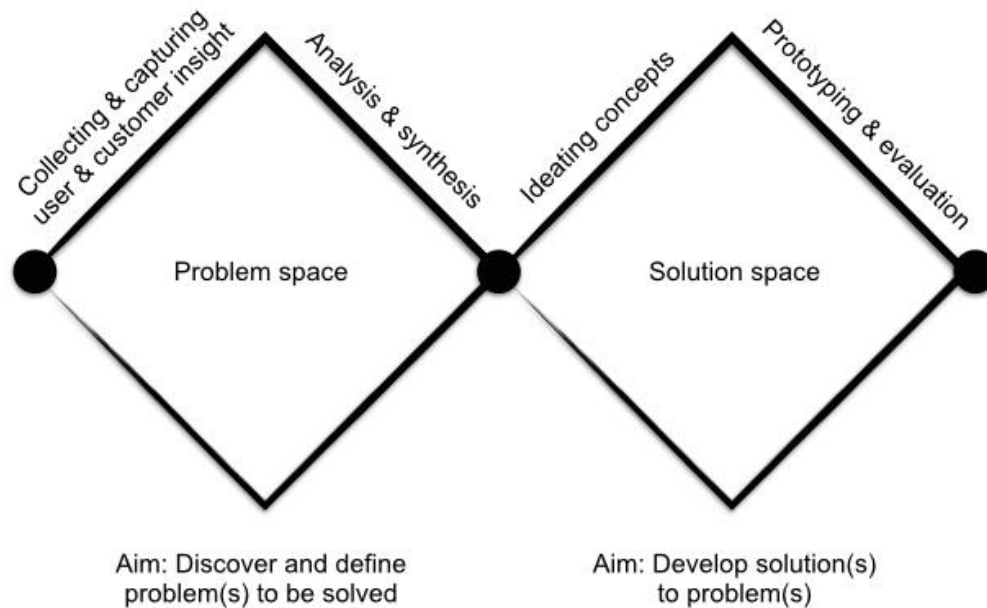 Collecting & capturing
user & customer insight
Analysis & synthesis
Ideating concepts
Prototyping & evaluation
Problem space
Solution space
Aim: Discover and define
problem(s) to be solved
Aim: Develop solution(s)
to problem(s)